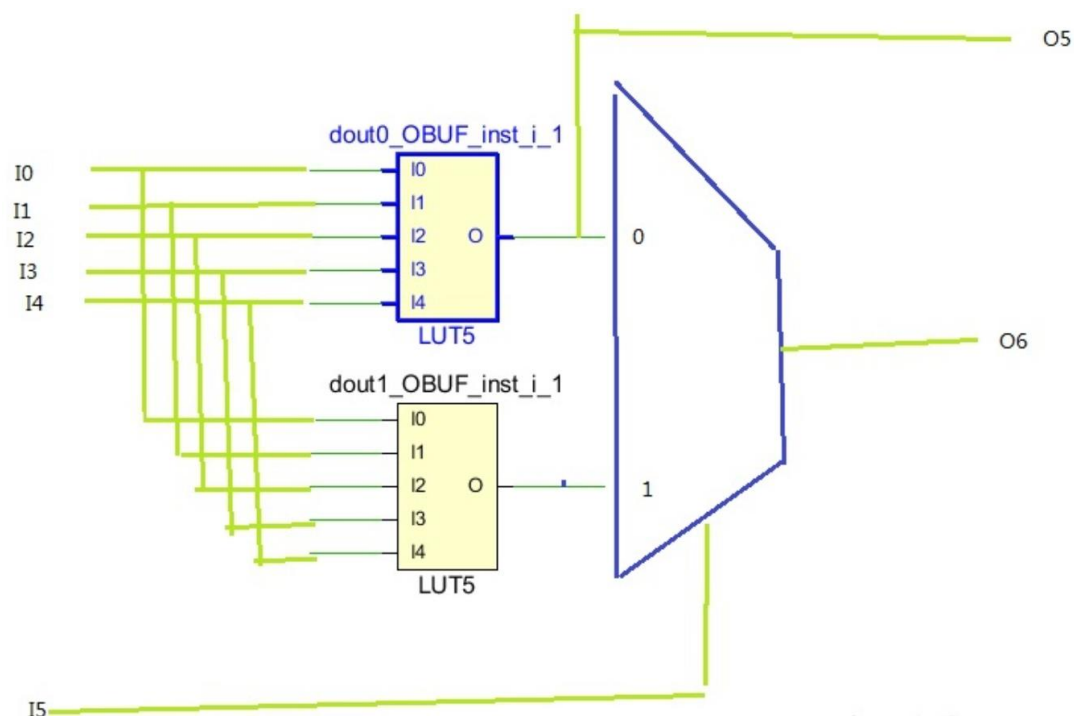 O5
dout0_OBUF_inst_i_1
I0
I1
I2
I3
I4
I0
I1
I2
I3
I4
O
LUT5
0
O6
dout1_OBUF_inst_i_1
I0
I1
I2
I3
I4
O
LUT5
1
I5